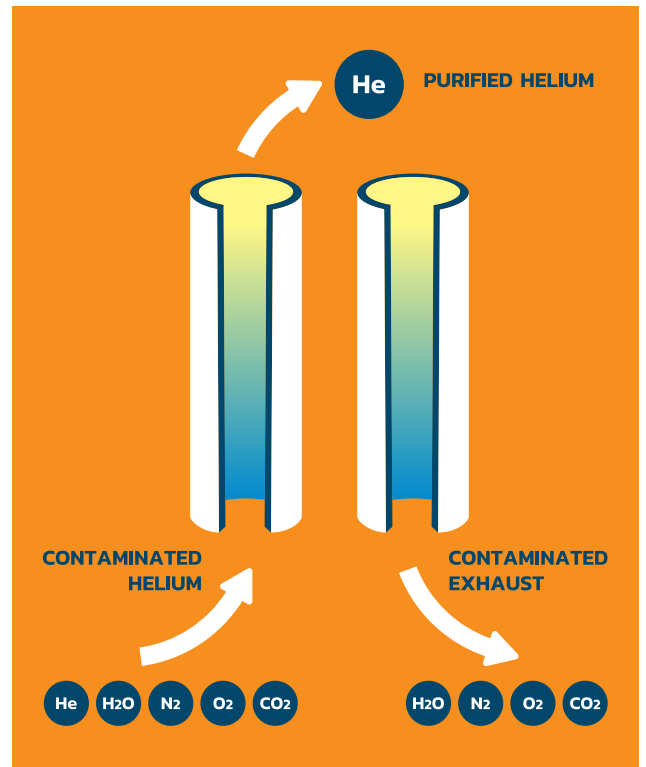 He
PURIFIED HELIUM
CONTAMINATED
HELIUM
CONTAMINATED
EXHAUST
He H2O N2 O2 CO2
H2O N2 O2 CO2